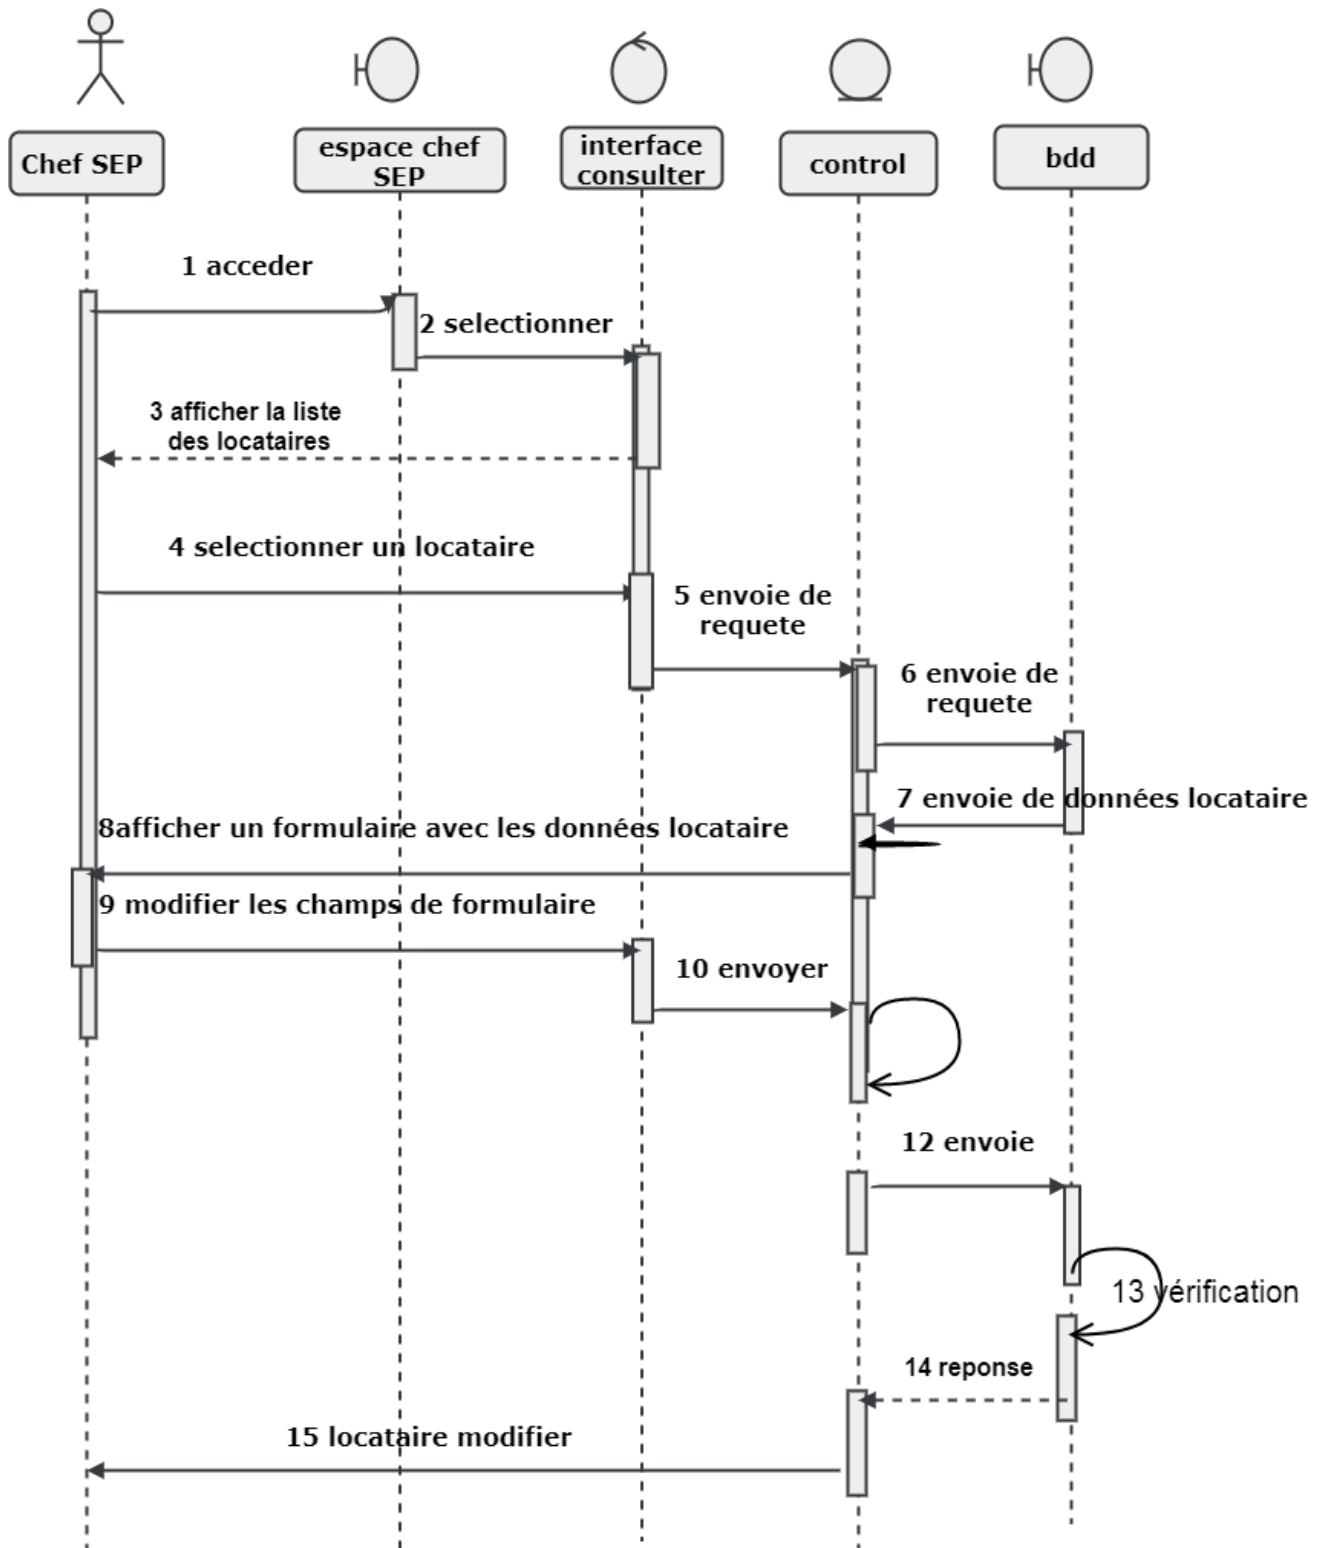 Chef SEP
espace chef
SEP
interface
consulter
control
bdd
1 acceder
2 selectionner
3 afficher la liste
des locataires
4 selectionner un locataire
5 envoie de
requete
6 envoie de
requete
7 envoie de données locataire
8afficher un formulaire avec les données locataire
9 modifier les champs de formulaire
10 envoyer
12 envoie
13 vérification
14 reponse
15 locataire modifier